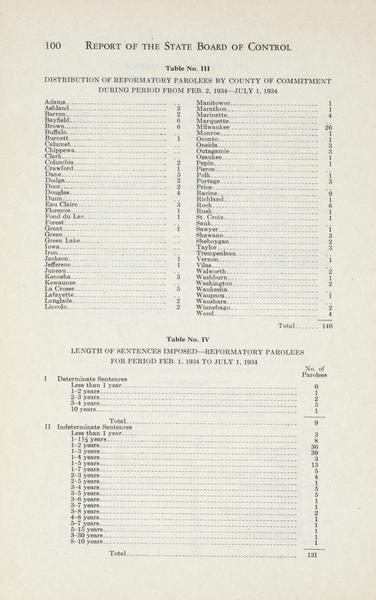 100 REPORT OF THE STATE BOARD OF CONTROL
Table No. III
DISTRIBUTION OF REFORMATORY PAROLEES BY COUNTY OF COMMITMENT
DURING PERIOD FROM FEB. 2, 1934—JULY 1, 1934
Adams
Ashland 3
Barron 2
Bayfield 6
Brown 6
Buffalo
Burnett 1
Calumet
Chippewa
Clark
Columbia 2
Crawford 1
Dane 5
Dodge 2
Door 2
Douglas 4
Dunn
Eau Claire 3
Florence 1
Fond du Lac 1
Forest
Grant 1
Green
Green Lake
Iowa
Iron
Jackson 1
Jefferson 1
Juneau
Kenosha 3
Kewaunee
La Crosse 5
Lafayette
Langlade 2
Lincoln 2
Manitowoc 1
Marathon 1
Marinette 4
Marquette
Milwaukee 26
Monroe 1
Oconto 1
Oneida 3
Outagamie 3
Ozaukee 1
Pepin 1
Pierce
Polk 1
Portage 3
Price
Racine 9
Richland 1
Rock 6
Rusk 1
St. Croix 1
Sauk
Sawyer 1
Shawano 3
Sheboygan 2
Taylor 3
Trempealeau
Vernon 1
Vilas
Walworth 2
Washburn 1
Washington 2
Waukesha
Waupaca 1
Waushara
Winnebago 2
Wood 4
Total 140
Table No. IV
LENGTH OF SENTENCES IMPOSED—REFORMATORY PAROLEES
FOR PERIOD FEB. 1, 1934 TO JULY 1, 1934
No. of
Parolees
I Determinate Sentences
Less than 1 year 0
1-2 years 1
2-3 years 2
3-4 years 5
10 years 1
Total 9
II Indeterminate Sentences
Less than 1 year 3
1-1½ years 8
1-2 years 36
1-3 years 39
1-4 years 3
1-5 years 13
1-7 years 5
2-3 years 4
2-5 years 1
3-4 years 5
3-5 years 5
3-6 years 1
3-7 years 1
3-8 years 2
4-8 years 1
5-7 years 1
5-15 years 1
3-30 years 1
8-10 years 1
Total 131